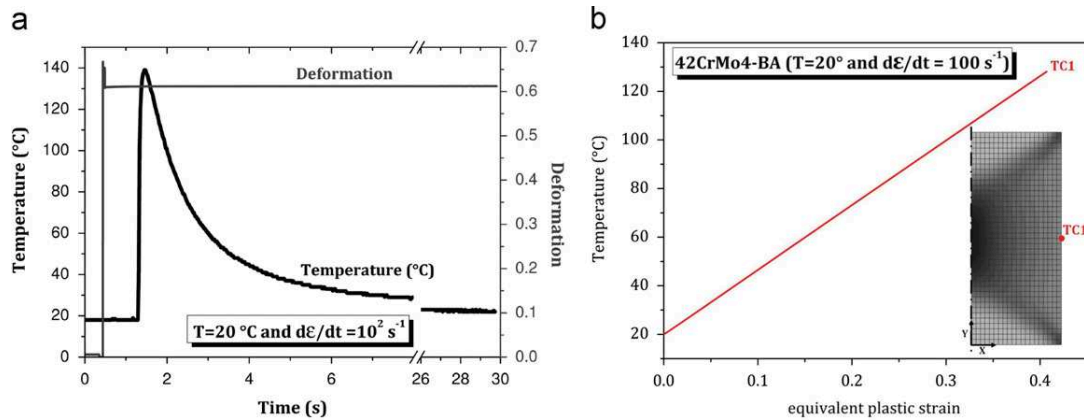 a
Temperature (°C)
140
120
100
80
60
40
20
0
0
2
4
6
26
28
30
Time (s)
0.7
0.6
0.5
0.4
0.3
0.2
0.1
0.0
Deformation
Deformation
Temperature (°C)
T=20 °C and dε/dt =10² s⁻¹
b
Temperature (°C)
140
120
100
80
60
40
20
0.0
0.1
0.2
0.3
0.4
equivalent plastic strain
42CrMo4-BA (T=20° and dε/dt = 100 s⁻¹)
TC1
TC1
Y
X